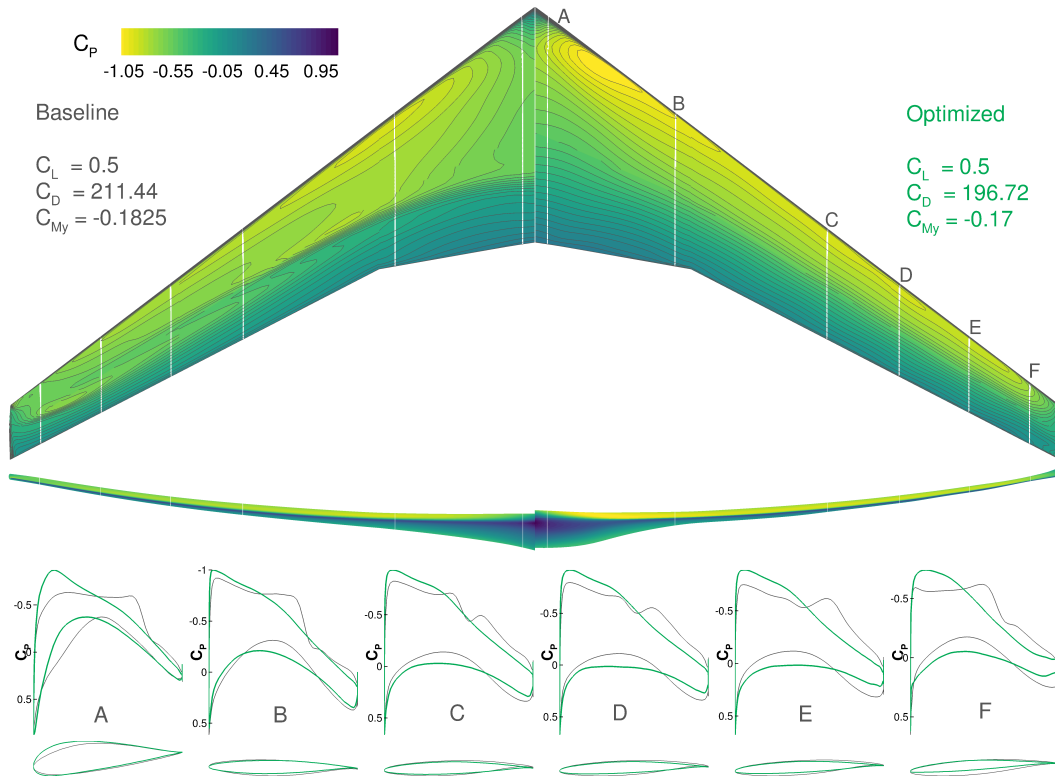 C_P
-1.05 -0.55 -0.05 0.45 0.95
Baseline
C_L = 0.5
C_D = 211.44
C_My = -0.1825
Optimized
C_L = 0.5
C_D = 196.72
C_My = -0.17
A
B
C
D
E
F
-0.5
0
0.5
C_P
A
-1
-0.5
0
0.5
C_P
B
-0.5
0
0.5
C_P
C
-0.5
0
0.5
C_P
D
-0.5
0
0.5
C_P
E
-0.5
0
0.5
C_P
F